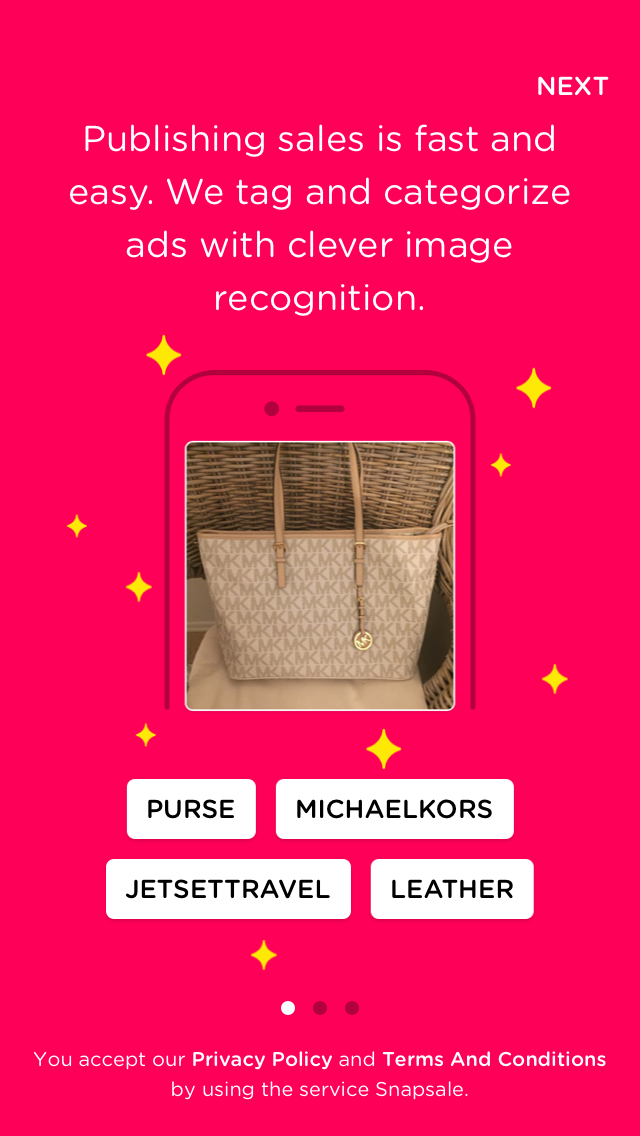 NEXT
Publishing sales is fast and
easy. We tag and categorize
ads with clever image
recognition.
PURSE
MICHAELKORS
JETSETTRAVEL
LEATHER
You accept our Privacy Policy and Terms And Conditions
by using the service Snapsale.